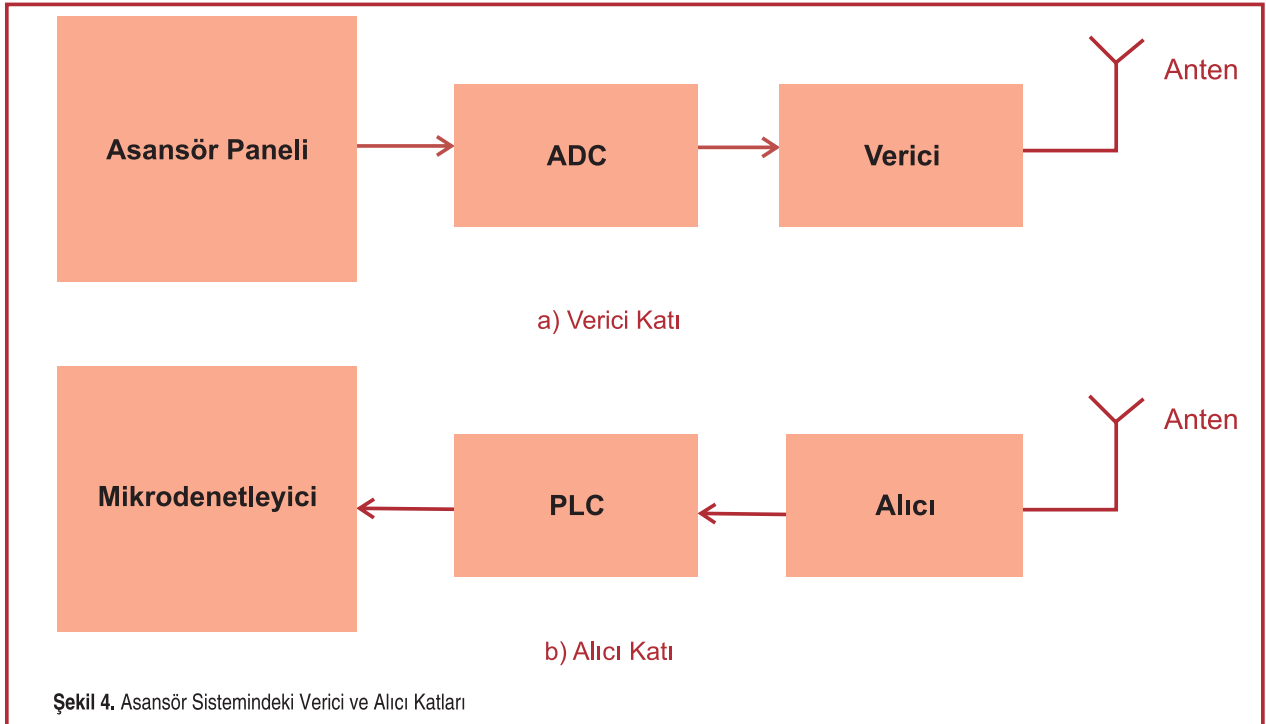 Asansör Paneli
ADC
Verici
Anten
a) Verici Katı
Mikrodenetleyici
PLC
Alıcı
Anten
b) Alıcı Katı
Şekil 4. Asansör Sistemindeki Verici ve Alıcı Katları